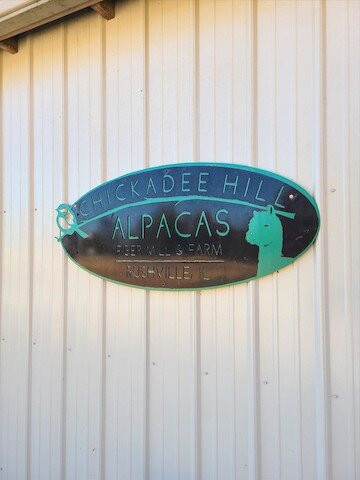 CHICKADEE HILL
ALPACAS
FIBER MILL & FARM
RUSHVILLE IL